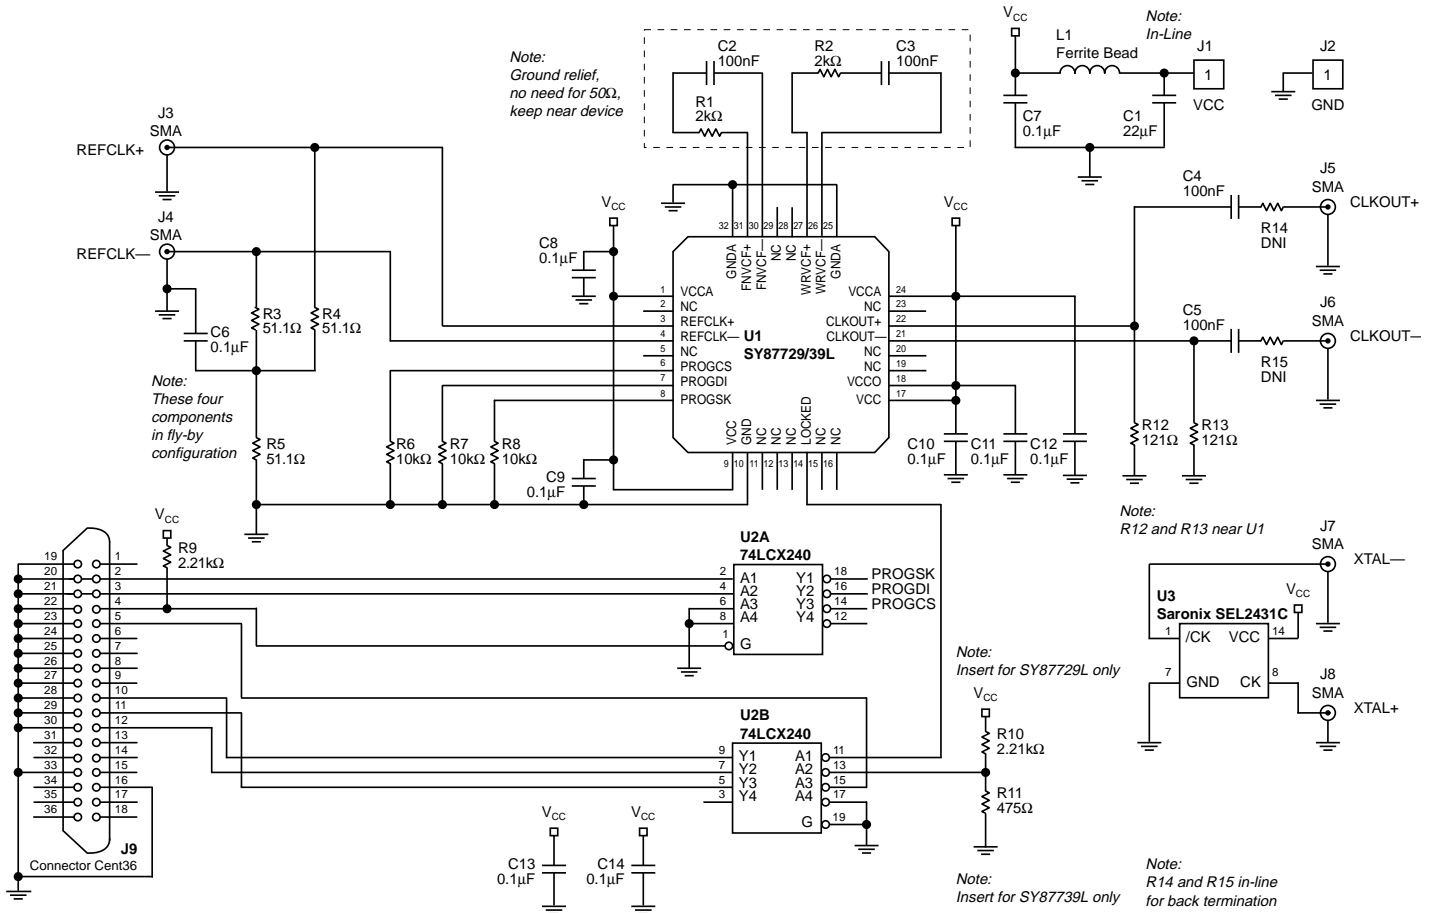 V_CC
Note:
In-Line
L1
Ferrite Bead
J1
1
VCC
J2
1
GND
C7
0.1µF
C1
22µF
Note:
Ground relief,
no need for 50Ω,
keep near device
C2
100nF
R1
2kΩ
R2
2kΩ
C3
100nF
J3
SMA
REFCLK+
J4
SMA
REFCLK—
C6
0.1µF
R3
51.1Ω
R4
51.1Ω
Note:
These four
components
in fly-by
configuration
R5
51.1Ω
R6
10kΩ
R7
10kΩ
R8
10kΩ
V_CC
C8
0.1µF
C9
0.1µF
32 31 30 29 28 27 26 25
GNDA
FNVCF+
FNVCF—
NC
NC
WRVCF+
WRVCF—
GNDA
1 VCCA
2 NC
3 REFCLK+
4 REFCLK—
5 NC
6 PROGCS
7 PROGDI
8 PROGSK
U1
SY87729/39L
VCCA 24
NC 23
CLKOUT+ 22
CLKOUT— 21
NC 20
NC 19
VCCO 18
VCC 17
VCC
GND
NC
NC
NC
LOCKED
NC
NC
9 10 11 12 13 14 15 16
V_CC
C10
0.1µF
C11
0.1µF
C12
0.1µF
C4
100nF
R14
DNI
J5
SMA
CLKOUT+
C5
100nF
R15
DNI
J6
SMA
CLKOUT—
R12
121Ω
R13
121Ω
Note:
R12 and R13 near U1
J7
SMA
XTAL—
U3
Saronix SEL2431C
V_CC
1 /CK VCC 14
7 GND CK 8
J8
SMA
XTAL+
V_CC
R9
2.21kΩ
19 1
20 2
21 3
22 4
23 5
24 6
25 7
26 8
27 9
28 10
29 11
30 12
31 13
32 14
33 15
34 16
35 17
36 18
J9
Connector Cent36
U2A
74LCX240
2 A1 Y1 18 PROGSK
4 A2 Y2 16 PROGDI
6 A3 Y3 14 PROGCS
8 A4 Y4 12
1 G
U2B
74LCX240
9 Y1 A1 11
7 Y2 A2 13
5 Y3 A3 15
3 Y4 A4 17
G 19
Note:
Insert for SY87729L only
V_CC
R10
2.21kΩ
R11
475Ω
V_CC
C13
0.1µF
V_CC
C14
0.1µF
Note:
Insert for SY87739L only
Note:
R14 and R15 in-line
for back termination